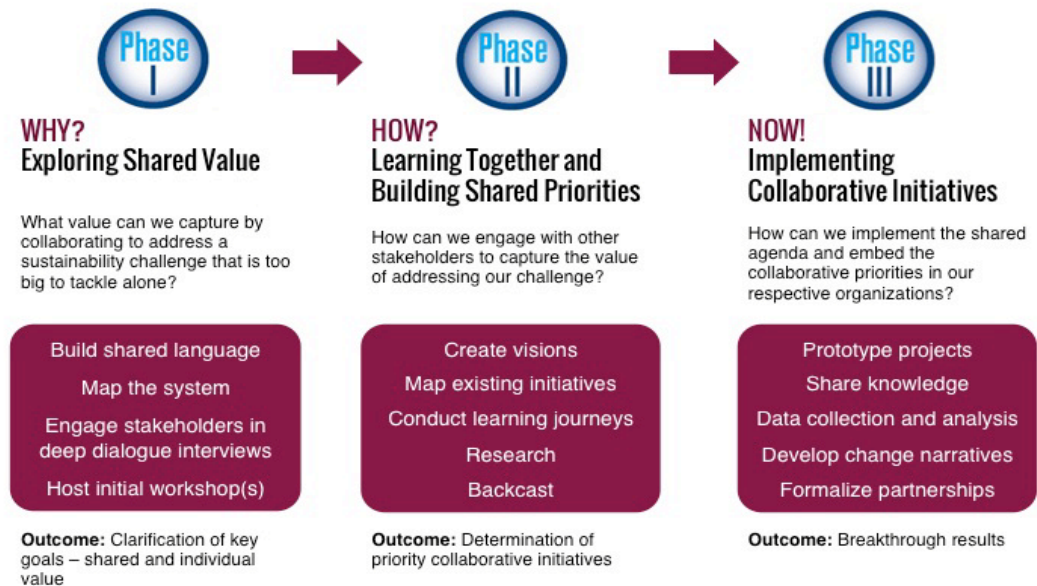 Phase
I
WHY?
Exploring Shared Value
What value can we capture by
collaborating to address a
sustainability challenge that is too
big to tackle alone?
Build shared language
Map the system
Engage stakeholders in
deep dialogue interviews
Host initial workshop(s)
Outcome: Clarification of key
goals – shared and individual
value
Phase
II
HOW?
Learning Together and
Building Shared Priorities
How can we engage with other
stakeholders to capture the value
of addressing our challenge?
Create visions
Map existing initiatives
Conduct learning journeys
Research
Backcast
Outcome: Determination of
priority collaborative initiatives
Phase
III
NOW!
Implementing
Collaborative Initiatives
How can we implement the shared
agenda and embed the
collaborative priorities in our
respective organizations?
Prototype projects
Share knowledge
Data collection and analysis
Develop change narratives
Formalize partnerships
Outcome: Breakthrough results